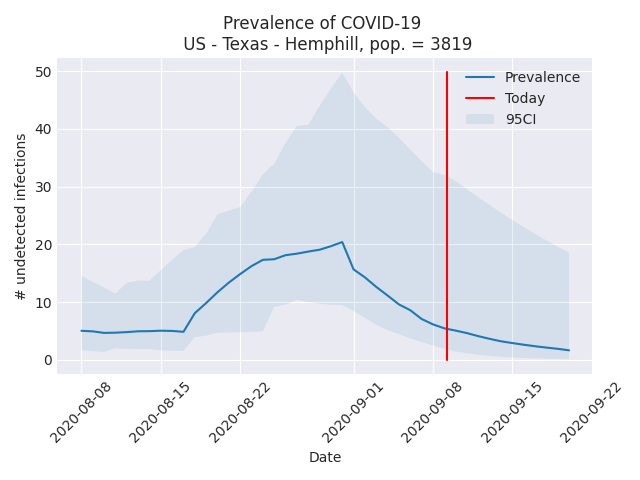 Prevalence of COVID-19
US - Texas - Hemphill, pop. = 3819
Prevalence
Today
95CI
# undetected infections
50
40
30
20
10
0
2020-08-08
2020-08-15
2020-08-22
2020-09-01
2020-09-08
2020-09-15
2020-09-22
Date